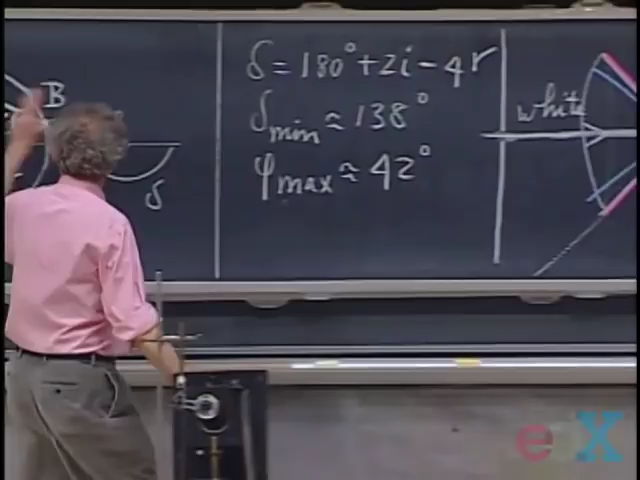 B
δ
δ = 180° + 2i - 4r
δmin ≈ 138°
φmax ≈ 42°
white
edX